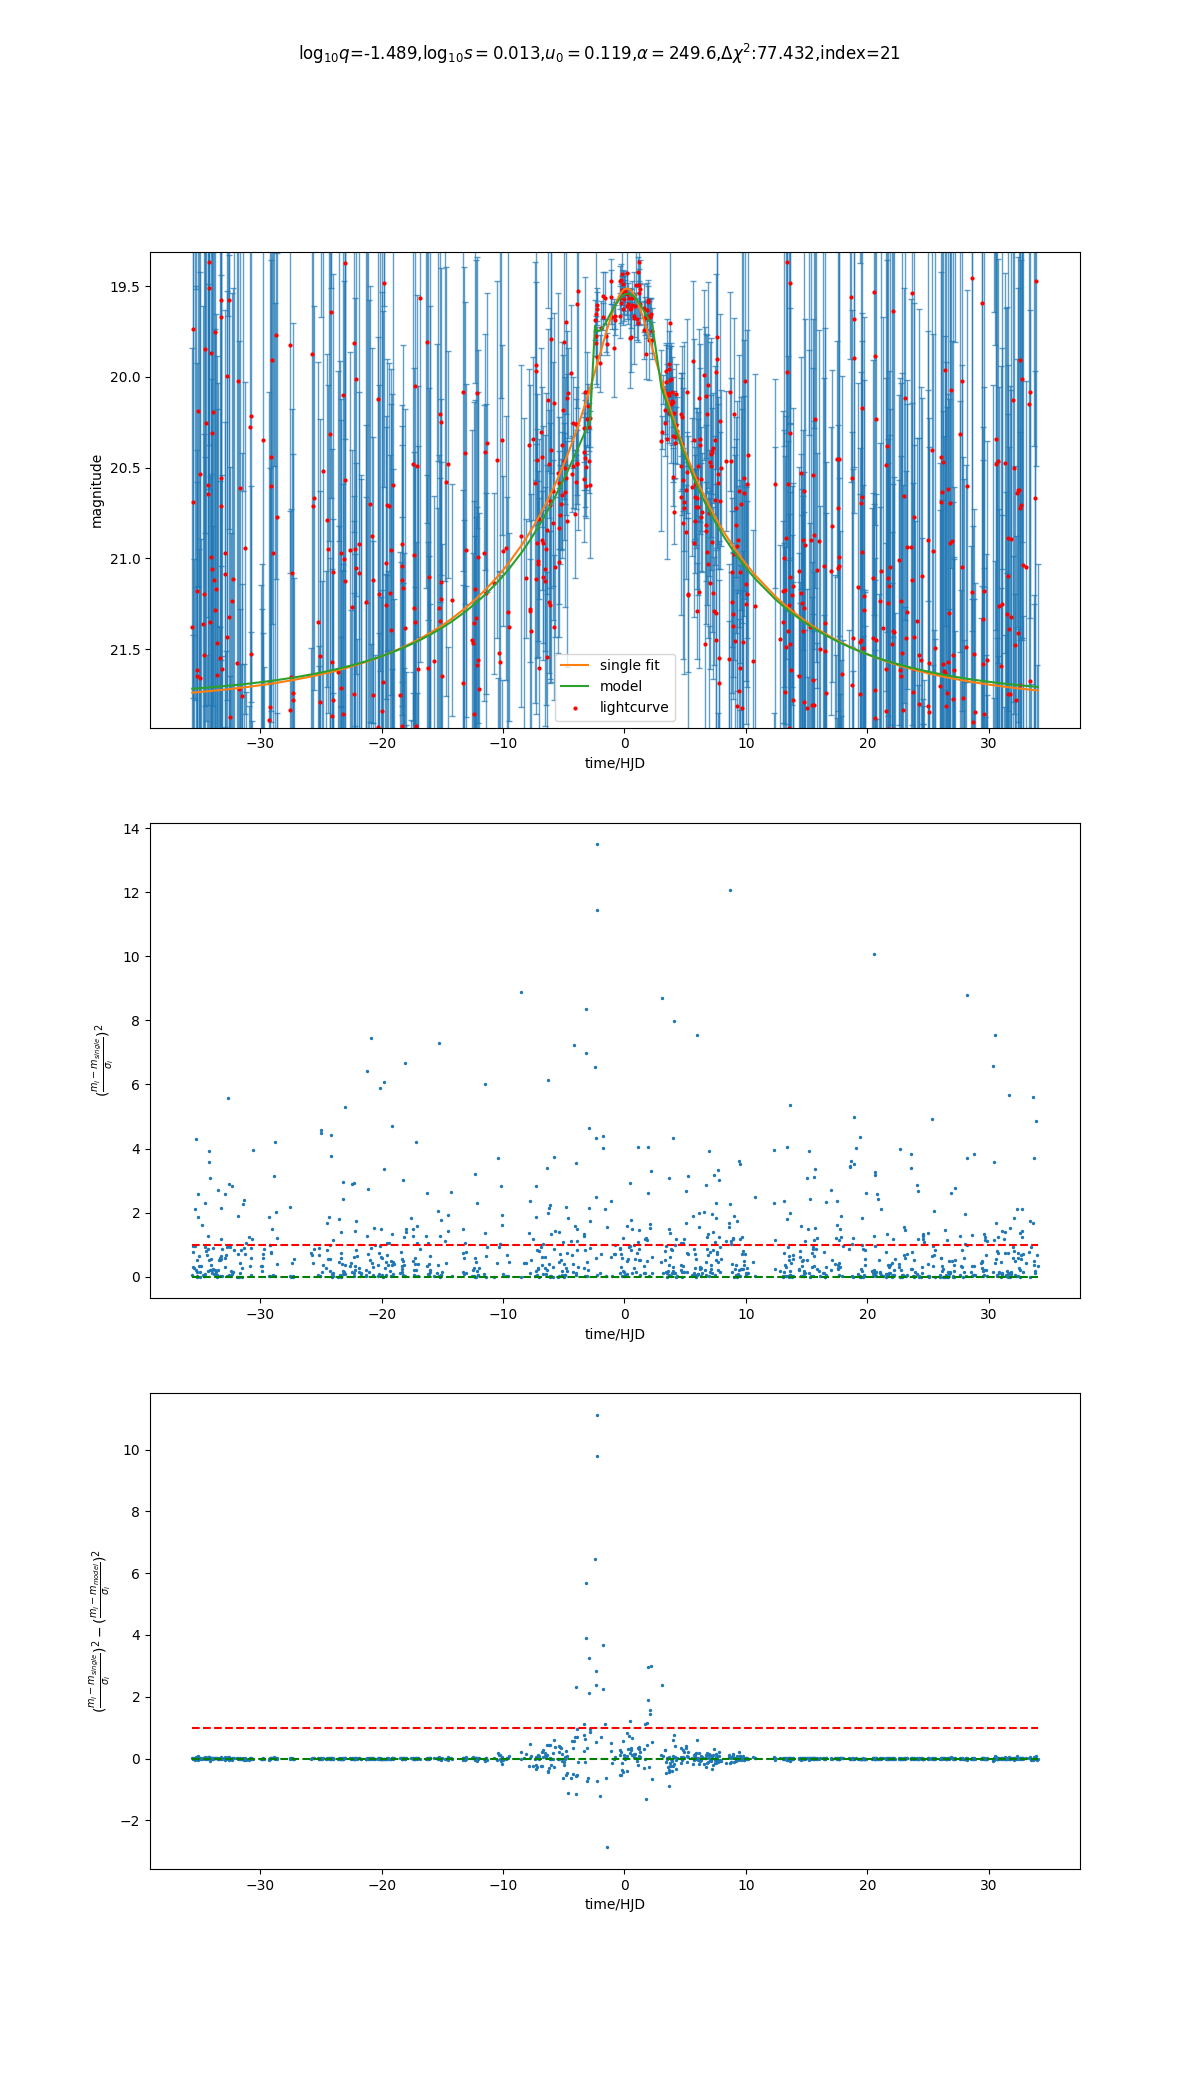 log₁₀q=-1.489,log₁₀s = 0.013,u₀ = 0.119,α = 249.6,Δχ²:77.432,index=21
19.5
20.0
20.5
21.0
21.5
magnitude
single fit
model
lightcurve
−30 −20 −10 0 10 20 30
time/HJD
14
12
10
8
6
4
2
0
((mᵢ − m_single)/σᵢ)²
−30 −20 −10 0 10 20 30
time/HJD
10
8
6
4
2
0
−2
((mᵢ − m_single)/σᵢ)² − ((mᵢ − m_model)/σᵢ)²
−30 −20 −10 0 10 20 30
time/HJD